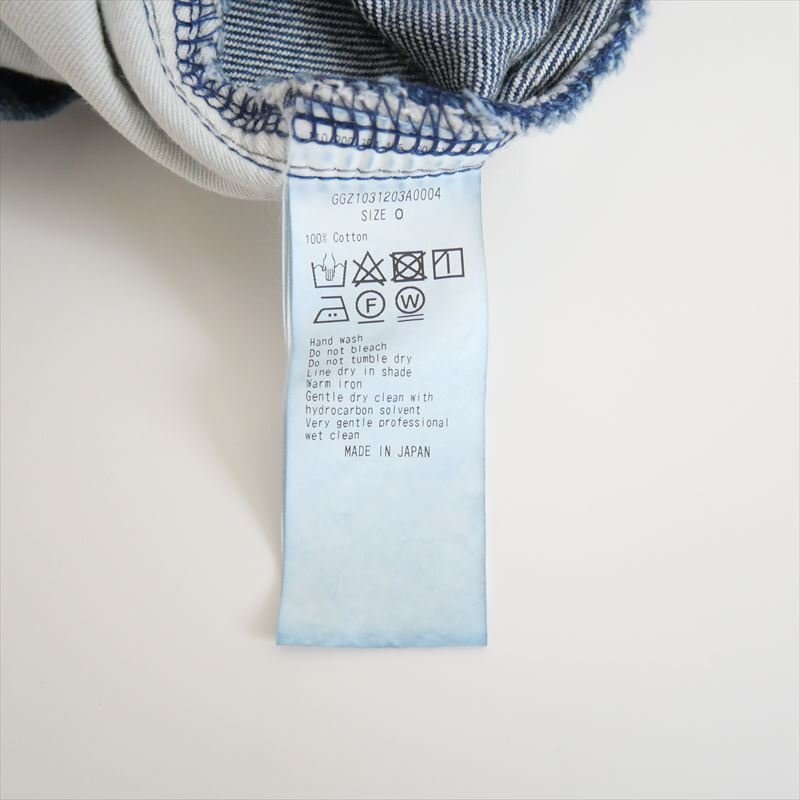 GGZ1031203A0004
SIZE 0
100% Cotton
F W
Hand wash
Do not bleach
Do not tumble dry
Line dry in shade
Warm iron
Gentle dry clean with
hydrocarbon solvent
Very gentle professional
wet clean
MADE IN JAPAN